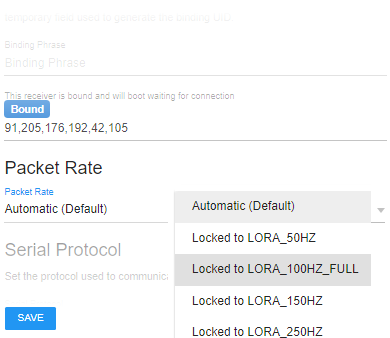 temporary and used to generate the binding UID
Binding Phrase
Binding Phrase
This receiver is bound and will boot waiting for connection
Bound
91,205,176,192,42,105
Packet Rate
Packet Rate
Automatic (Default)
Automatic (Default)
Locked to LORA_50HZ
Locked to LORA_100HZ_FULL
Locked to LORA_150HZ
Locked to LORA_250HZ
Serial Protocol
Set the protocol used to communica
SAVE